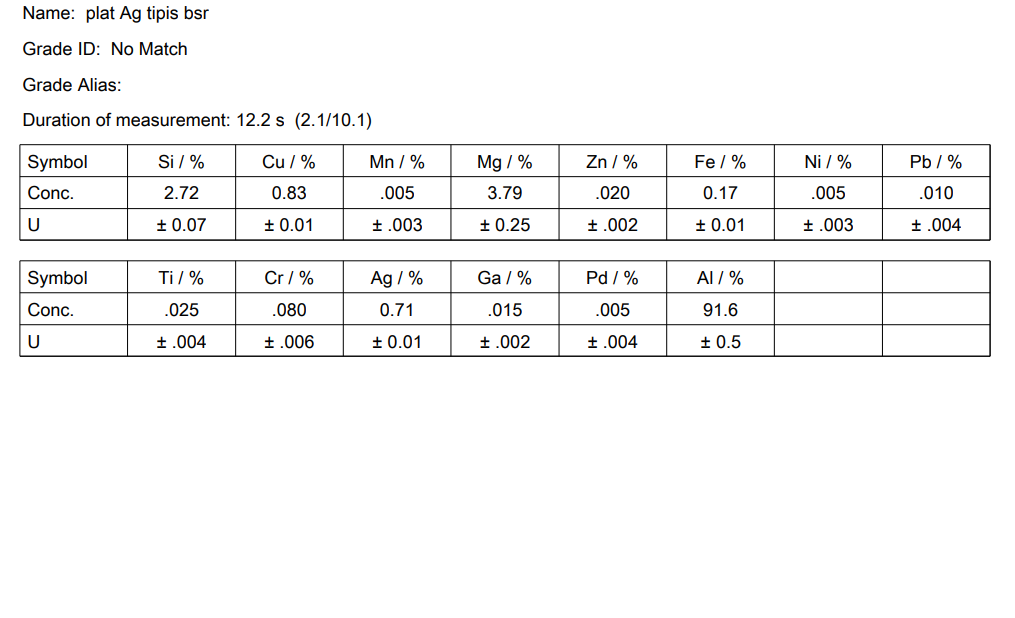 Name: plat Ag tipis bsr
Grade ID: No Match
Grade Alias:
Duration of measurement: 12.2 s (2.1/10.1)
Symbol Si / % Cu / % Mn / % Mg / % Zn / % Fe / % Ni / % Pb / %
Conc. 2.72 0.83 .005 3.79 .020 0.17 .005 .010
U ± 0.07 ± 0.01 ± .003 ± 0.25 ± .002 ± 0.01 ± .003 ± .004
Symbol Ti / % Cr / % Ag / % Ga / % Pd / % Al / %
Conc. .025 .080 0.71 .015 .005 91.6
U ± .004 ± .006 ± 0.01 ± .002 ± .004 ± 0.5